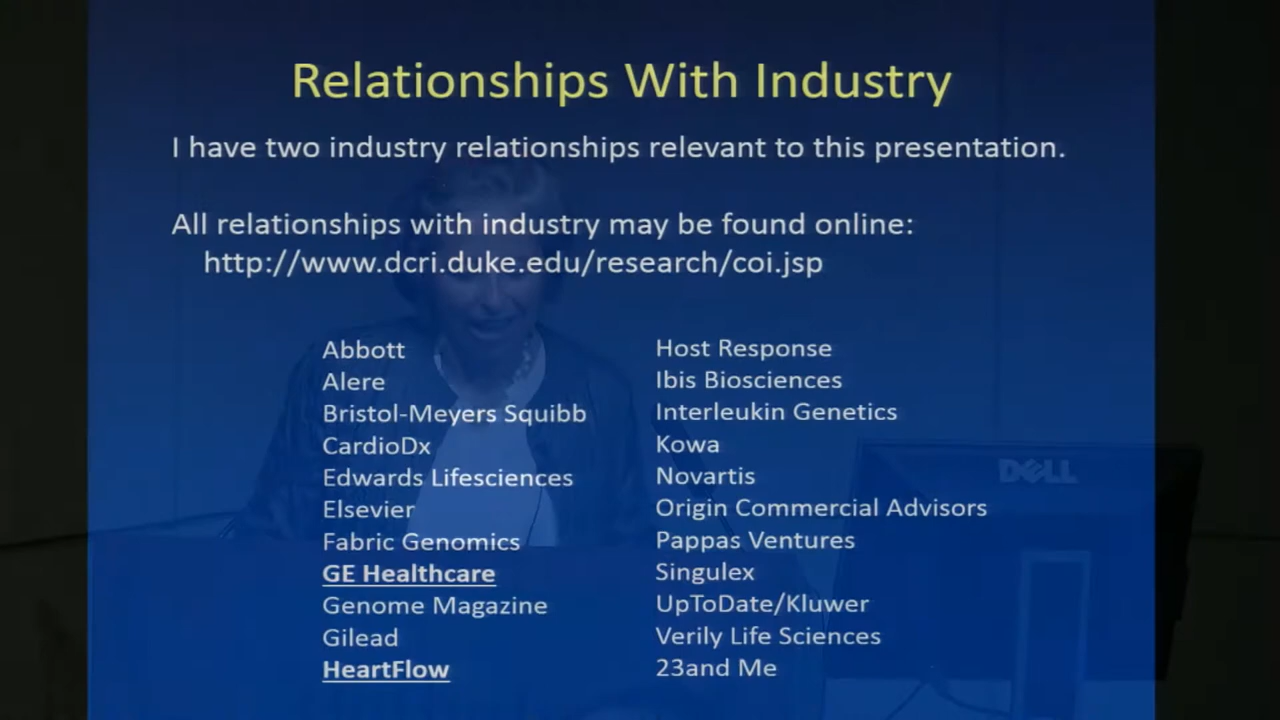 Relationships With Industry
I have two industry relationships relevant to this presentation.
All relationships with industry may be found online:
http://www.dcri.duke.edu/research/coi.jsp
Abbott
Alere
Bristol-Meyers Squibb
CardioDx
Edwards Lifesciences
Elsevier
Fabric Genomics
GE Healthcare
Genome Magazine
Gilead
HeartFlow
Host Response
Ibis Biosciences
Interleukin Genetics
Kowa
Novartis
Origin Commercial Advisors
Pappas Ventures
Singulex
UpToDate/Kluwer
Verily Life Sciences
23and Me
DELL